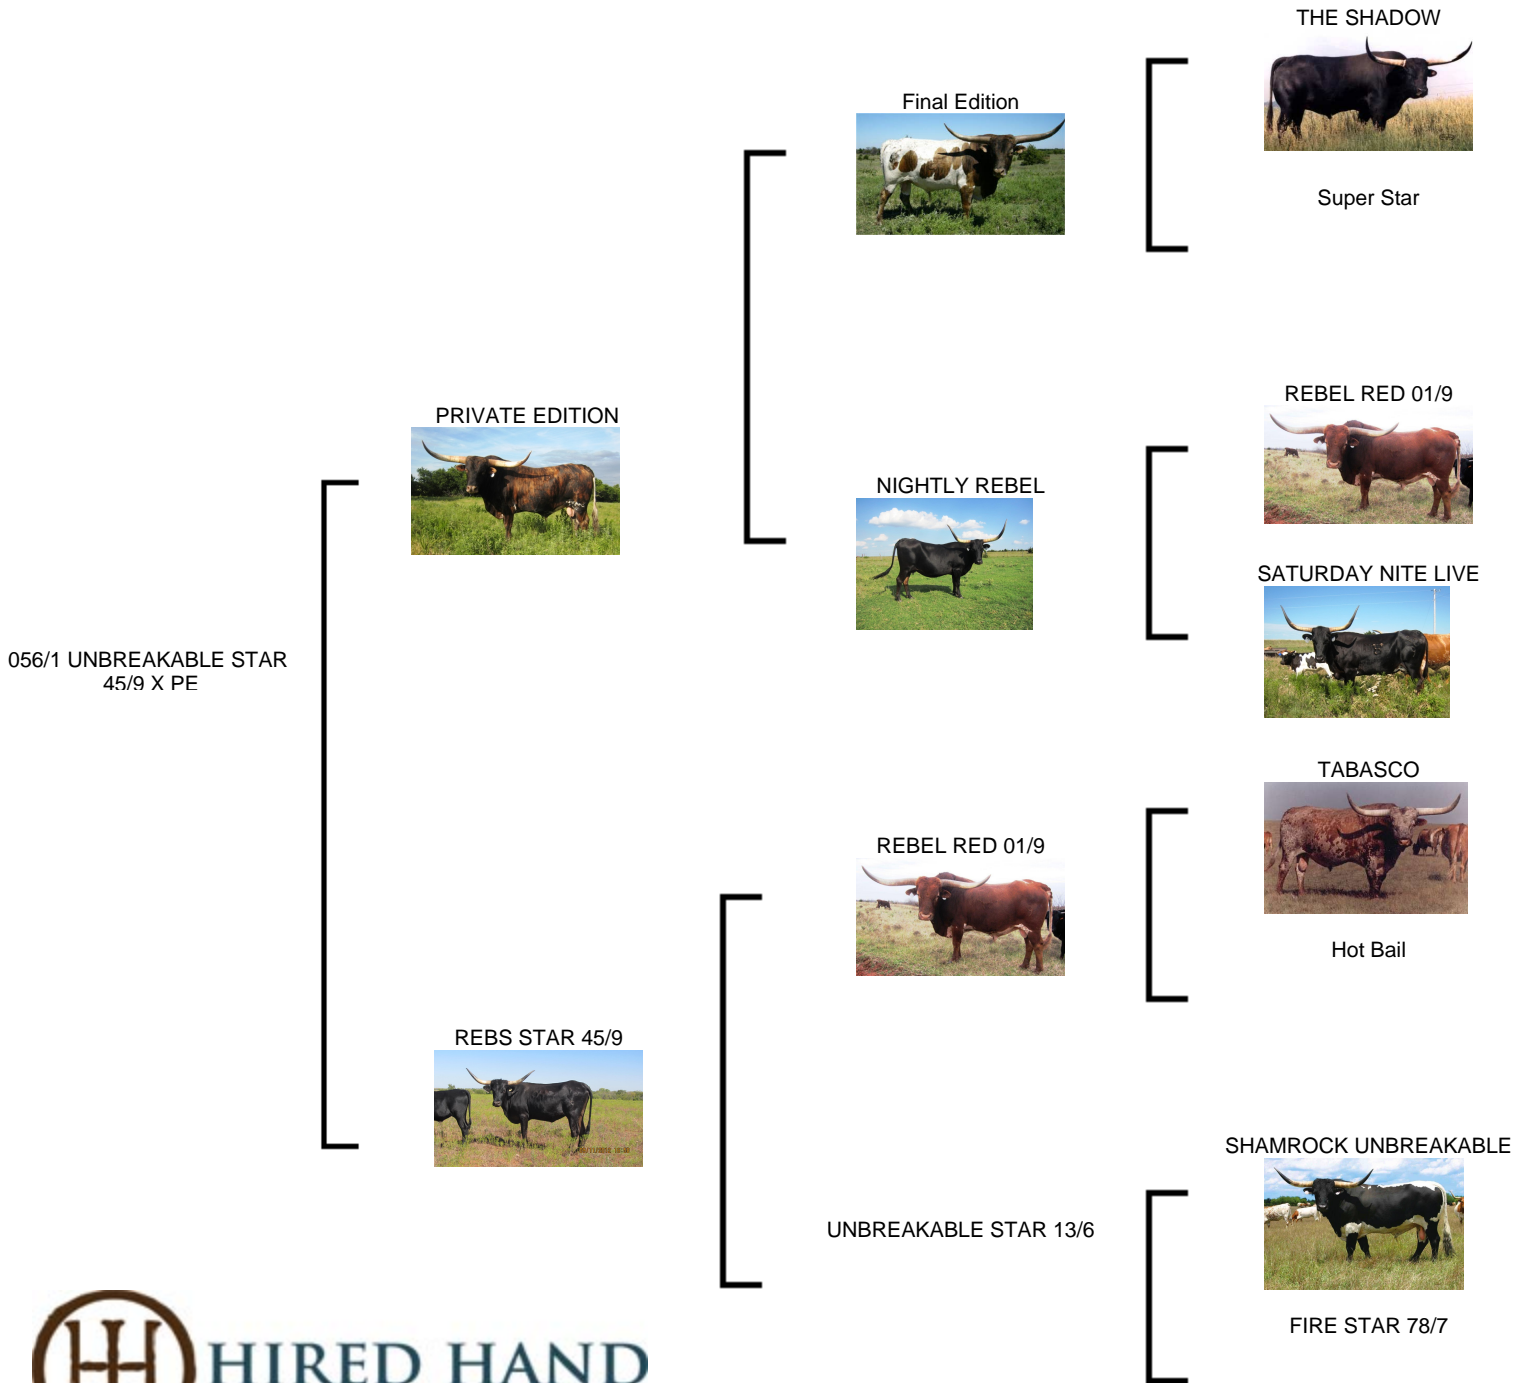 THE SHADOW
Final Edition
Super Star
PRIVATE EDITION
REBEL RED 01/9
NIGHTLY REBEL
SATURDAY NITE LIVE
056/1 UNBREAKABLE STAR
45/9 X PE
TABASCO
REBEL RED 01/9
Hot Bail
REBS STAR 45/9
SHAMROCK UNBREAKABLE
UNBREAKABLE STAR 13/6
FIRE STAR 78/7
HIRED HAND